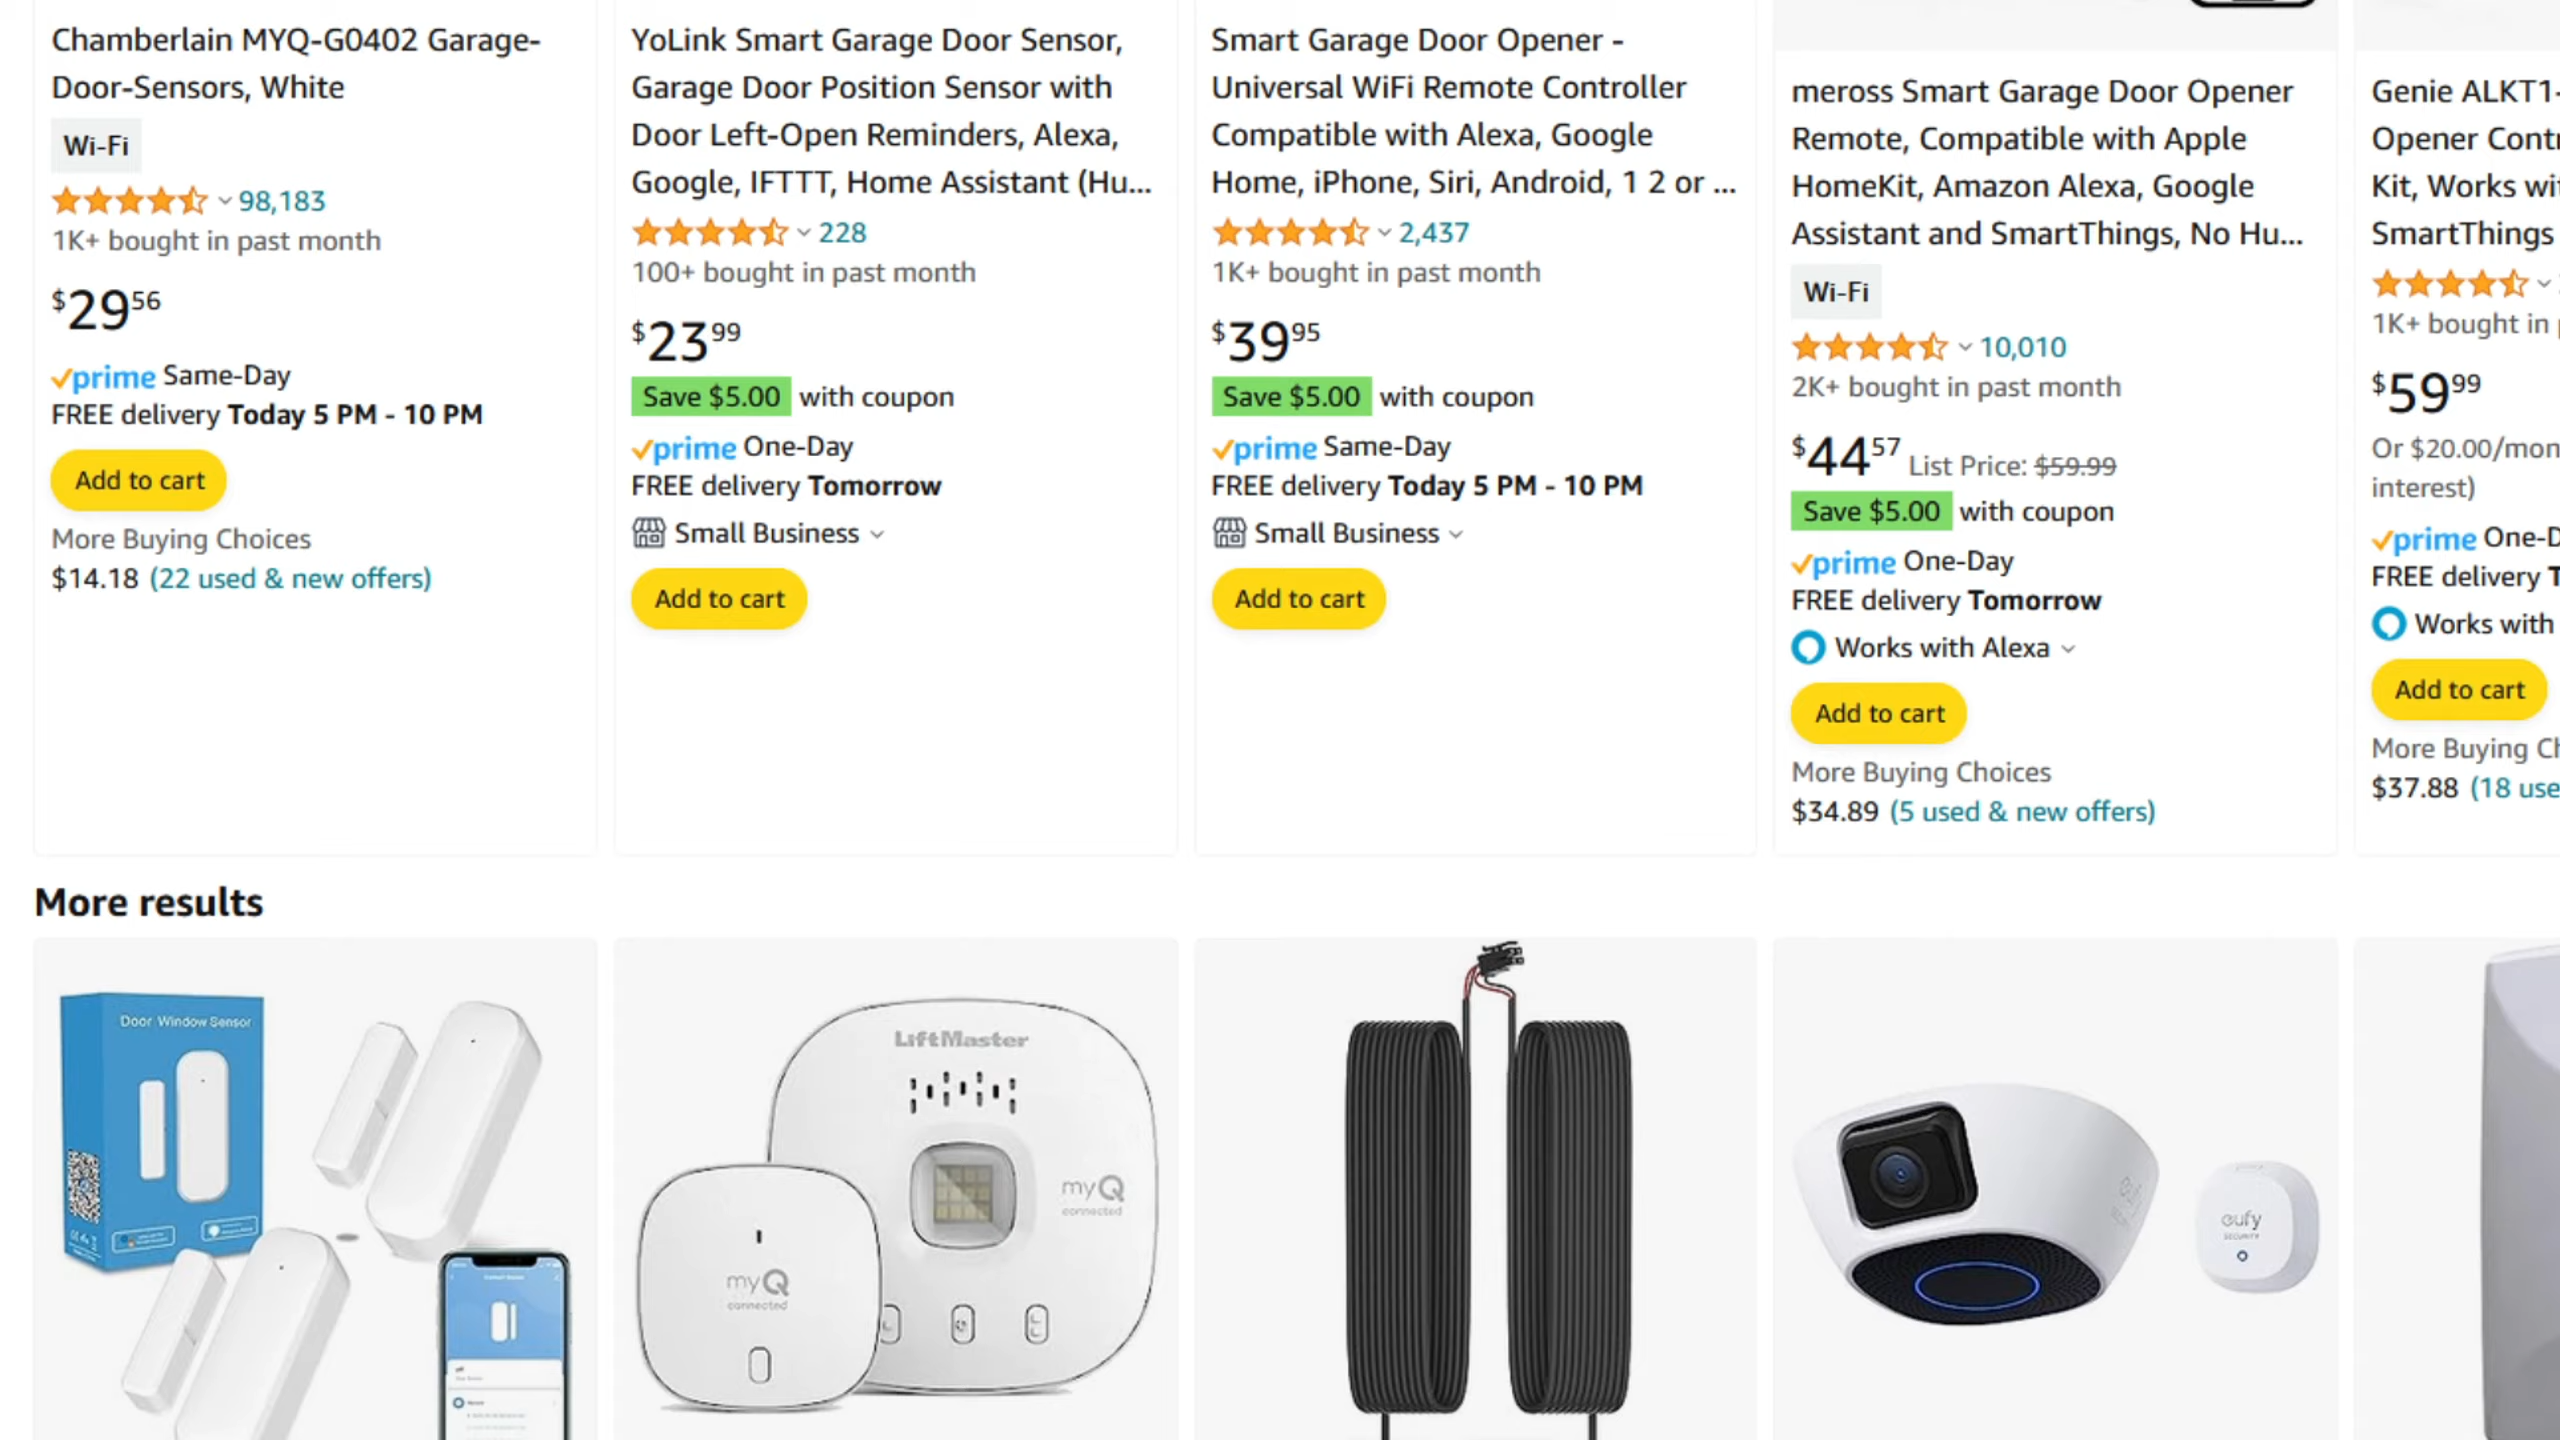 Chamberlain MYQ-G0402 Garage-
Door-Sensors, White
Wi-Fi
98,183
1K+ bought in past month
$29 56
prime Same-Day
FREE delivery Today 5 PM - 10 PM
Add to cart
More Buying Choices
$14.18 (22 used & new offers)
YoLink Smart Garage Door Sensor,
Garage Door Position Sensor with
Door Left-Open Reminders, Alexa,
Google, IFTTT, Home Assistant (Hu...
228
100+ bought in past month
$23 99
Save $5.00 with coupon
prime One-Day
FREE delivery Tomorrow
Small Business
Add to cart
Smart Garage Door Opener -
Universal WiFi Remote Controller
Compatible with Alexa, Google
Home, iPhone, Siri, Android, 1 2 or ...
2,437
1K+ bought in past month
$39 95
Save $5.00 with coupon
prime Same-Day
FREE delivery Today 5 PM - 10 PM
Small Business
Add to cart
meross Smart Garage Door Opener
Remote, Compatible with Apple
HomeKit, Amazon Alexa, Google
Assistant and SmartThings, No Hu...
Wi-Fi
10,010
2K+ bought in past month
$44 57 List Price: $59.99
Save $5.00 with coupon
prime One-Day
FREE delivery Tomorrow
Works with Alexa
Add to cart
More Buying Choices
$34.89 (5 used & new offers)
Genie ALKT1-
Opener Cont
Kit, Works wi
SmartThings
1K+ bought in
$59 99
Or $20.00/mon
interest)
prime One-D
FREE delivery T
Works with
Add to cart
More Buying Ch
$37.88 (18 use
More results
Door Window Sensor
LiftMaster
myQ
connected
myQ
connected
eufy
SECURITY